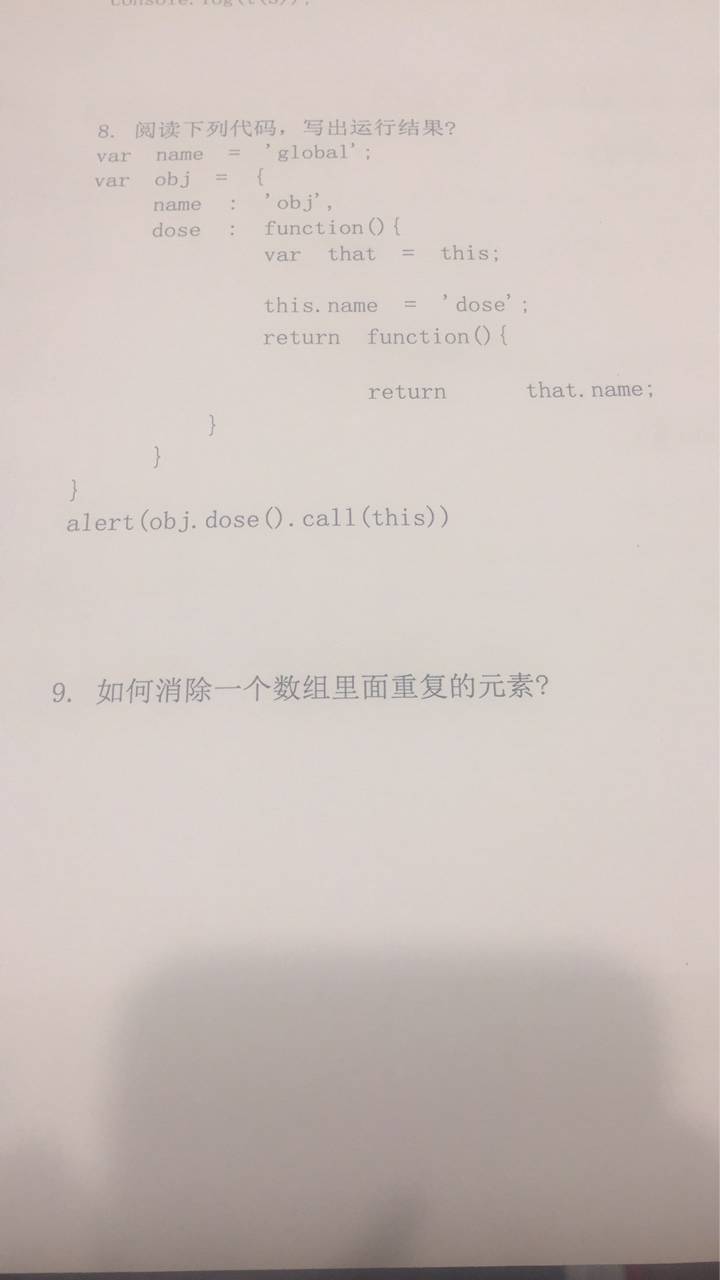 8. 阅读下列代码，写出运行结果?
var name = 'global';
var obj = {
name : 'obj',
dose : function(){
var that = this;
this.name = 'dose';
return function(){
return that.name;
}
}
}
alert(obj.dose().call(this))
9. 如何消除一个数组里面重复的元素?